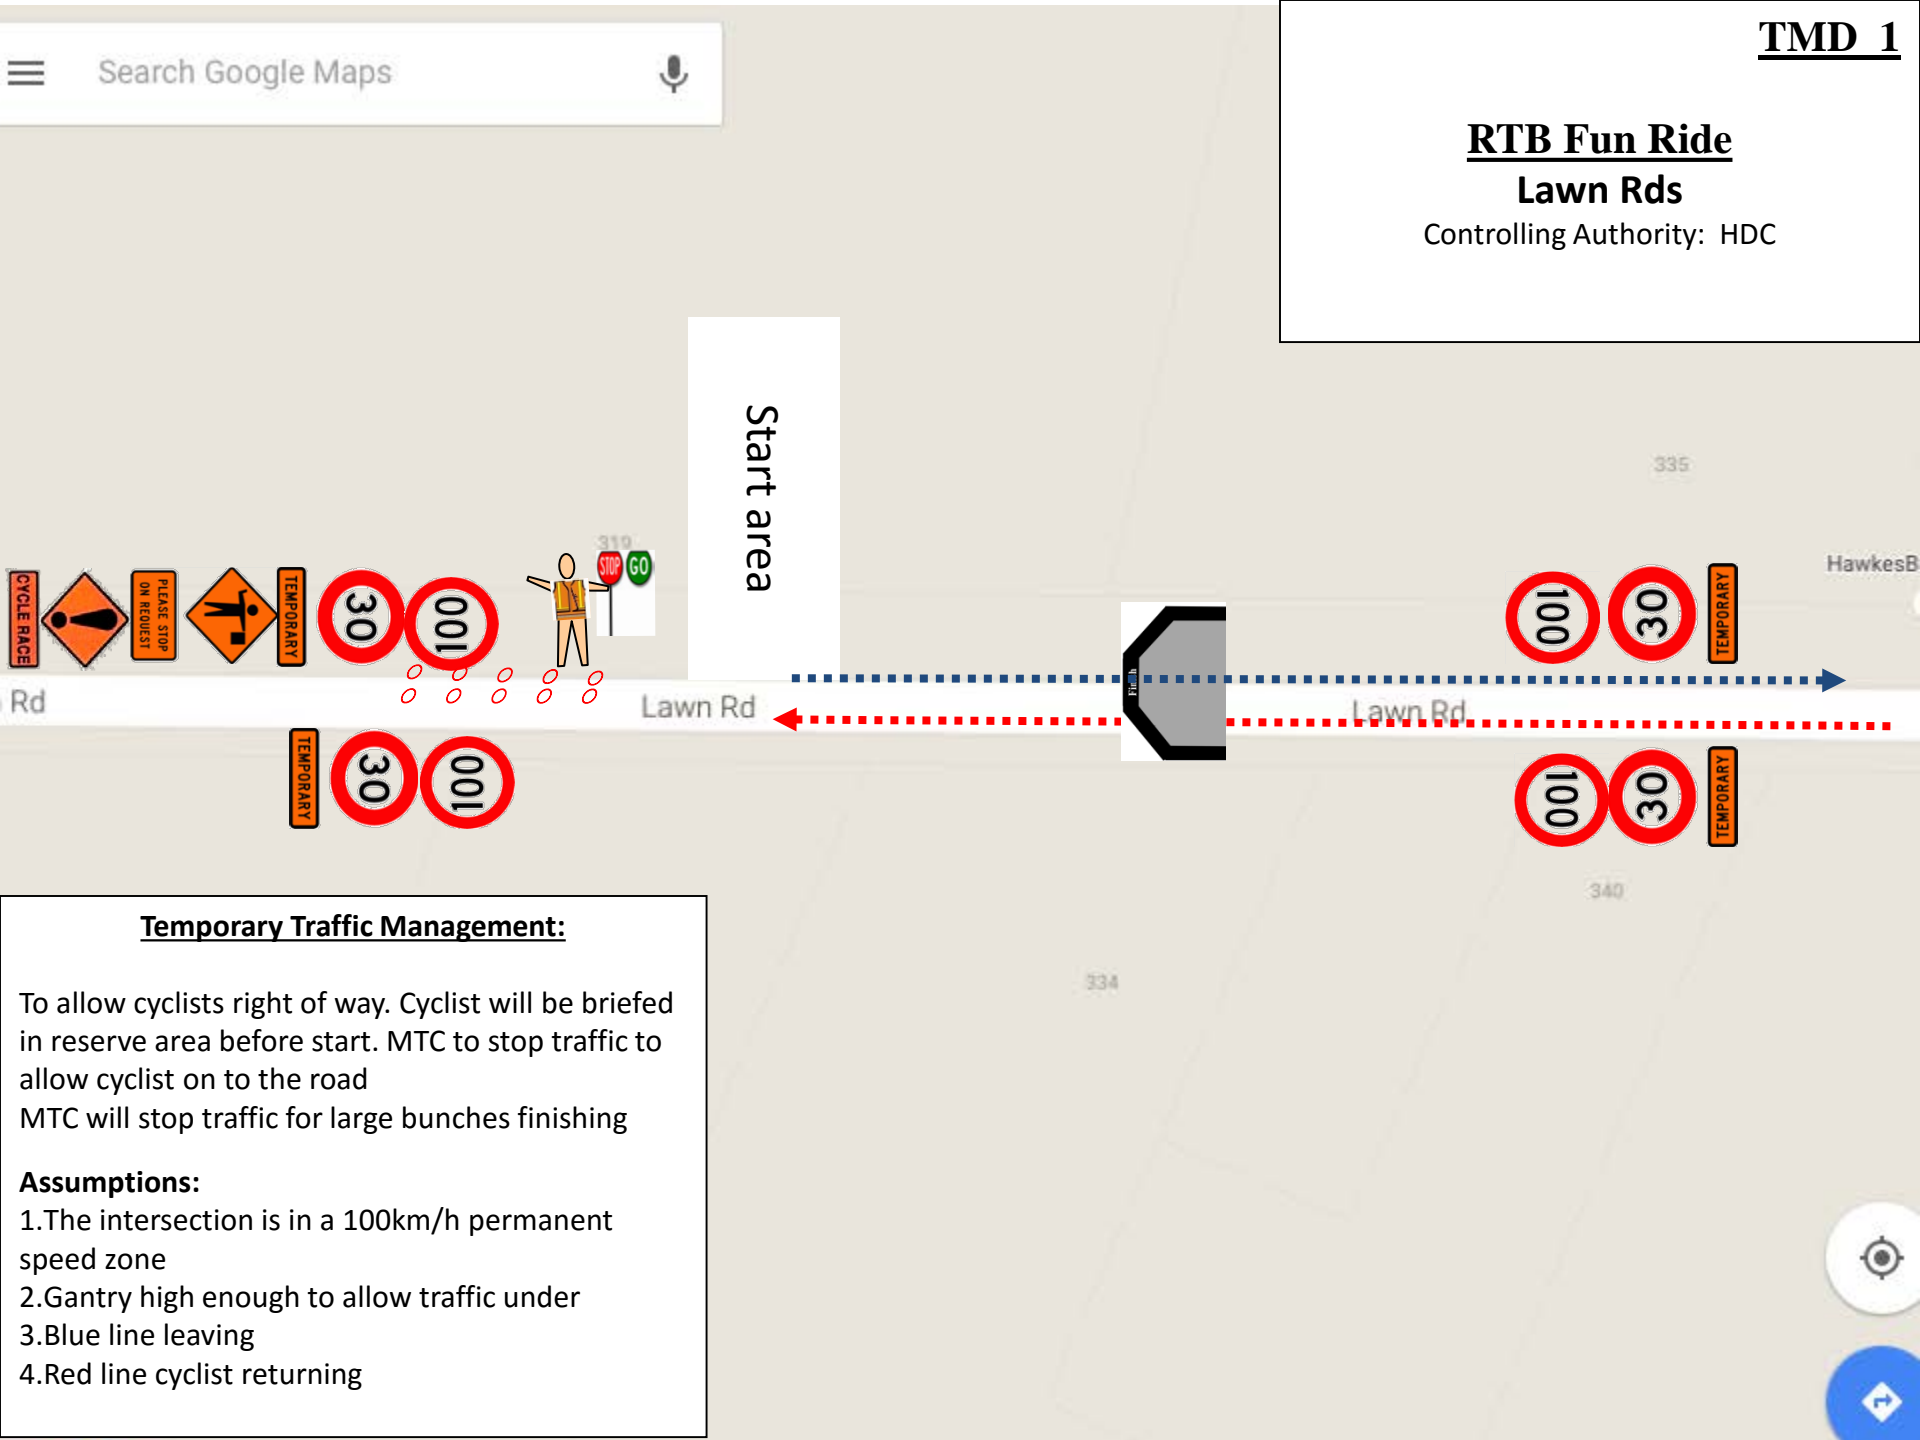 TMD  1
Search Google Maps
RTB Fun Ride
Lawn Rds
Controlling Authority:  HDC
Start area
335
319
HawkesB
CYCLE RACE
PLEASE STOP
ON REQUEST
TEMPORARY
30
100
STOP
GO
100
30
TEMPORARY
Finish
Rd
Lawn Rd
Lawn Rd
TEMPORARY
30
100
100
30
TEMPORARY
340
334
Temporary Traffic Management:
To allow cyclists right of way. Cyclist will be briefed
in reserve area before start. MTC to stop traffic to
allow cyclist on to the road
MTC will stop traffic for large bunches finishing
Assumptions:
1.The intersection is in a 100km/h permanent
speed zone
2.Gantry high enough to allow traffic under
3.Blue line leaving
4.Red line cyclist returning